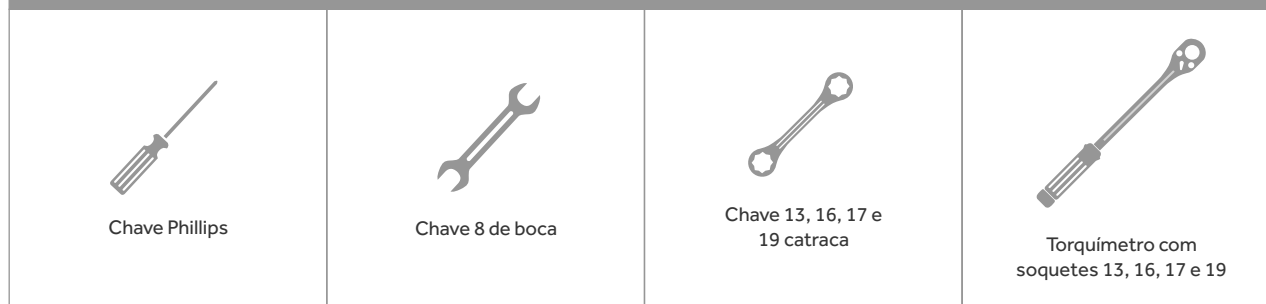 Chave Phillips
Chave 8 de boca
Chave 13, 16, 17 e
19 catraca
Torquímetro com
soquetes 13, 16, 17 e 19